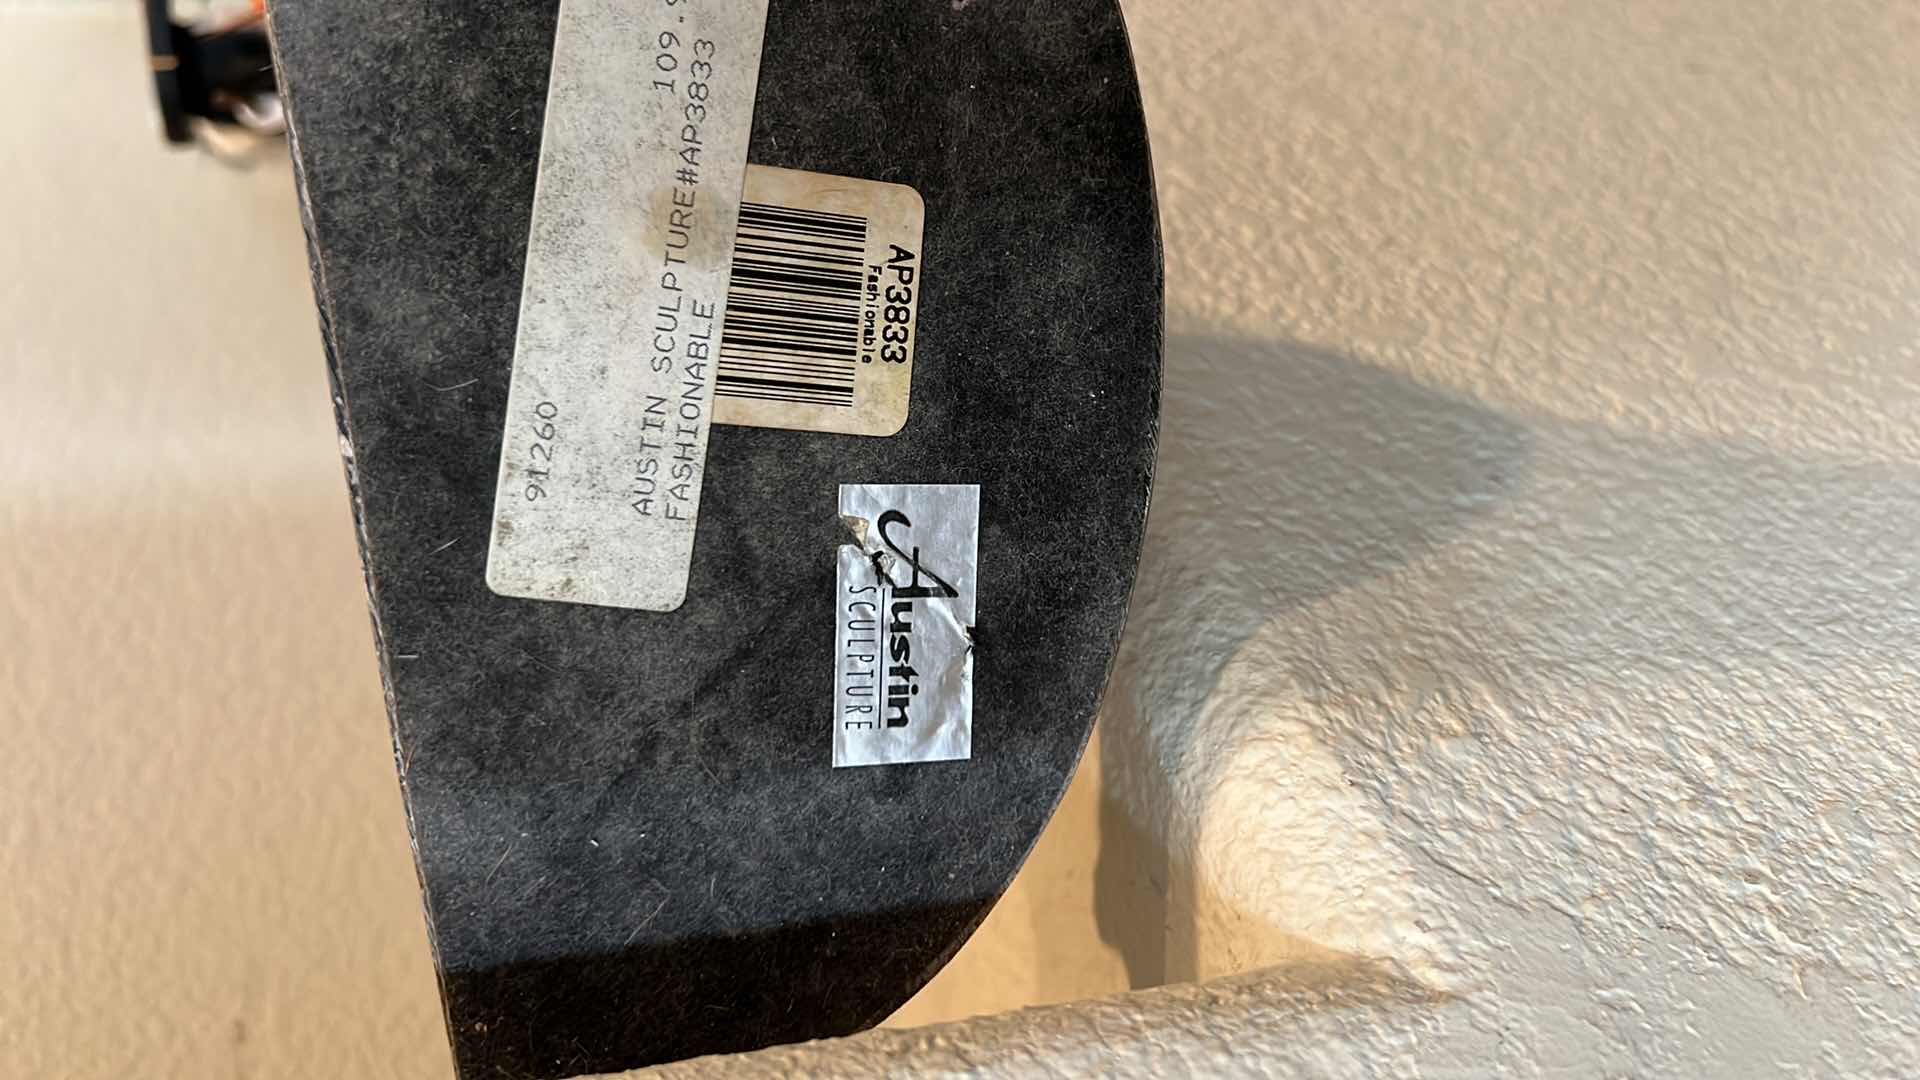 91260
109.9
AUSTIN SCULPTURE#AP3833
FASHIONABLE
AP3833
Fashionable
Austin
SCULPTURE